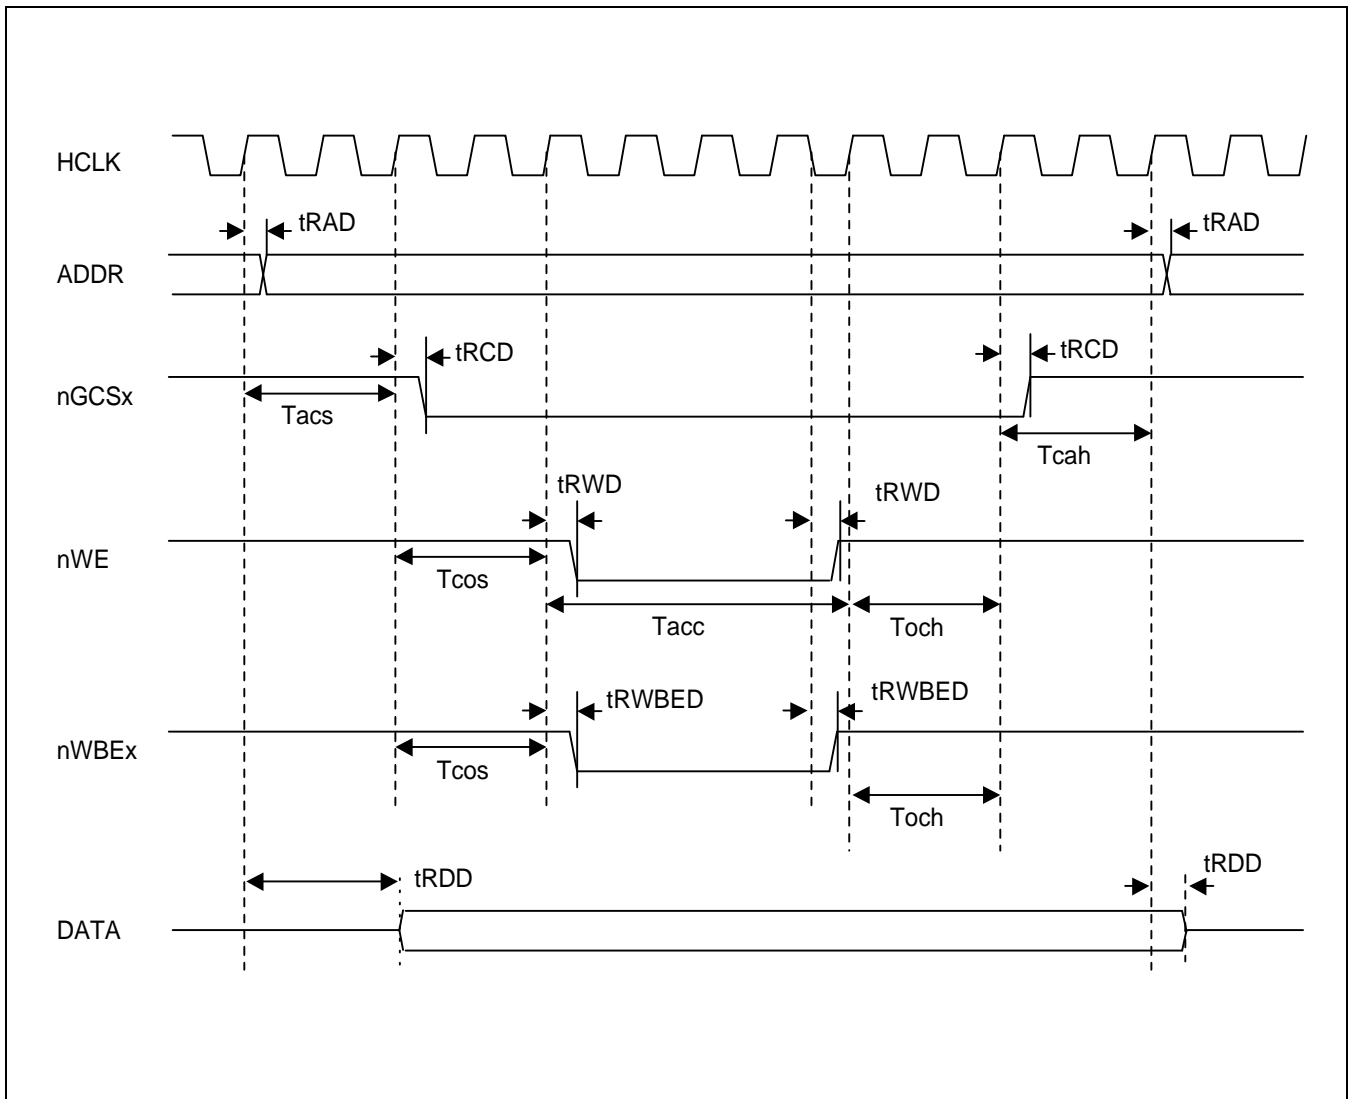 HCLK
tRAD
tRAD
ADDR
tRCD
tRCD
nGCSx
Tacs
Tcah
tRWD
tRWD
nWE
Tcos
Tacc
Toch
tRWBED
tRWBED
nWBEx
Tcos
Toch
tRDD
tRDD
DATA